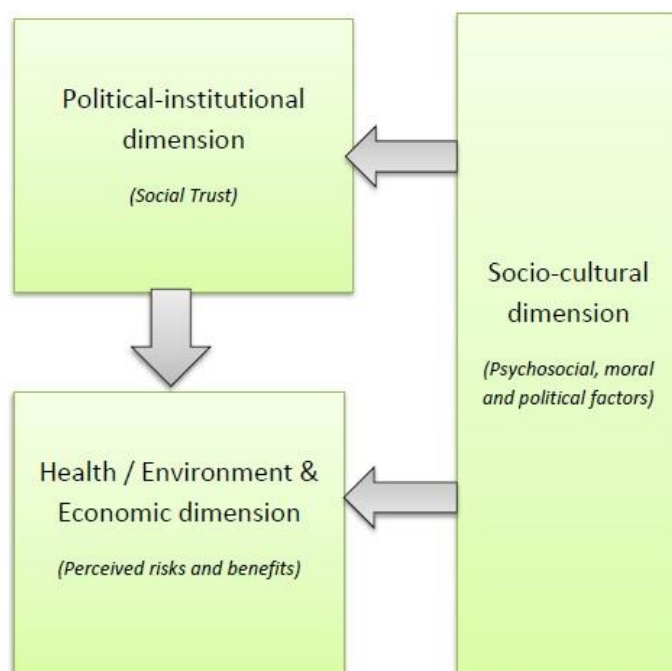 Political-institutional
dimension
(Social Trust)
Socio-cultural
dimension
(Psychosocial, moral
and political factors)
Health / Environment &
Economic dimension
(Perceived risks and benefits)